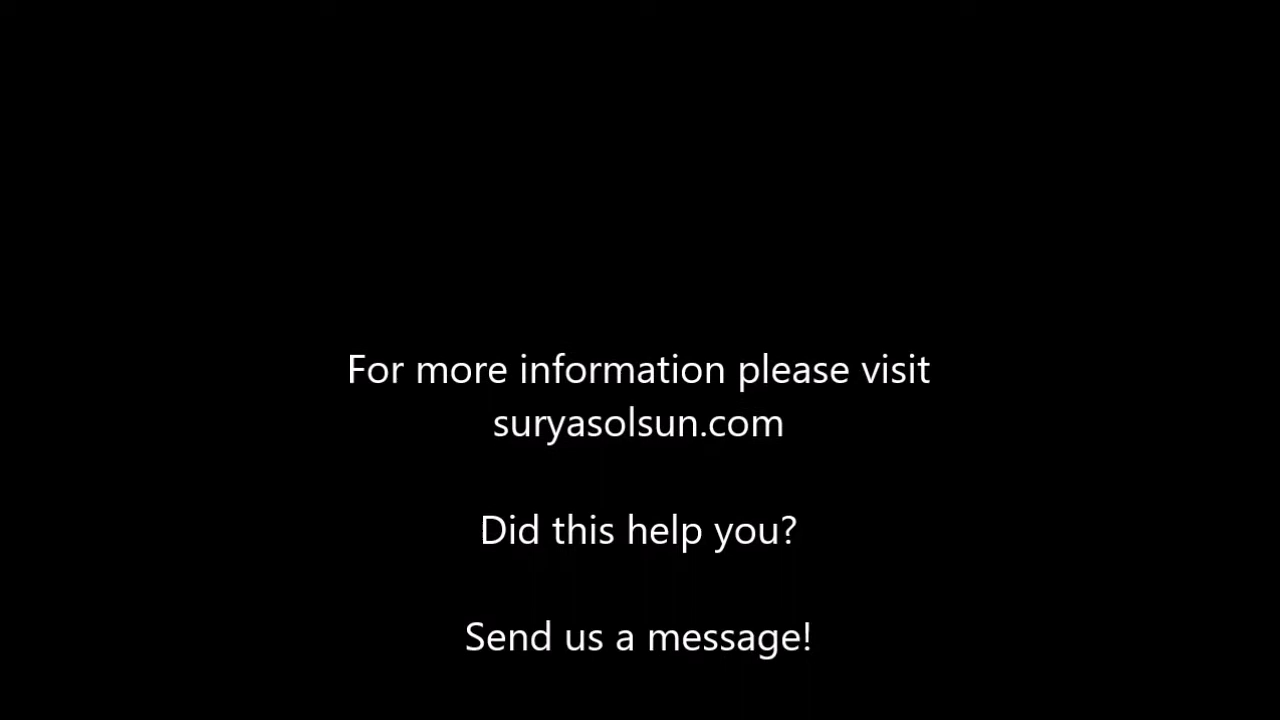 For more information please visit
suryasolsun.com
Did this help you?
Send us a message!